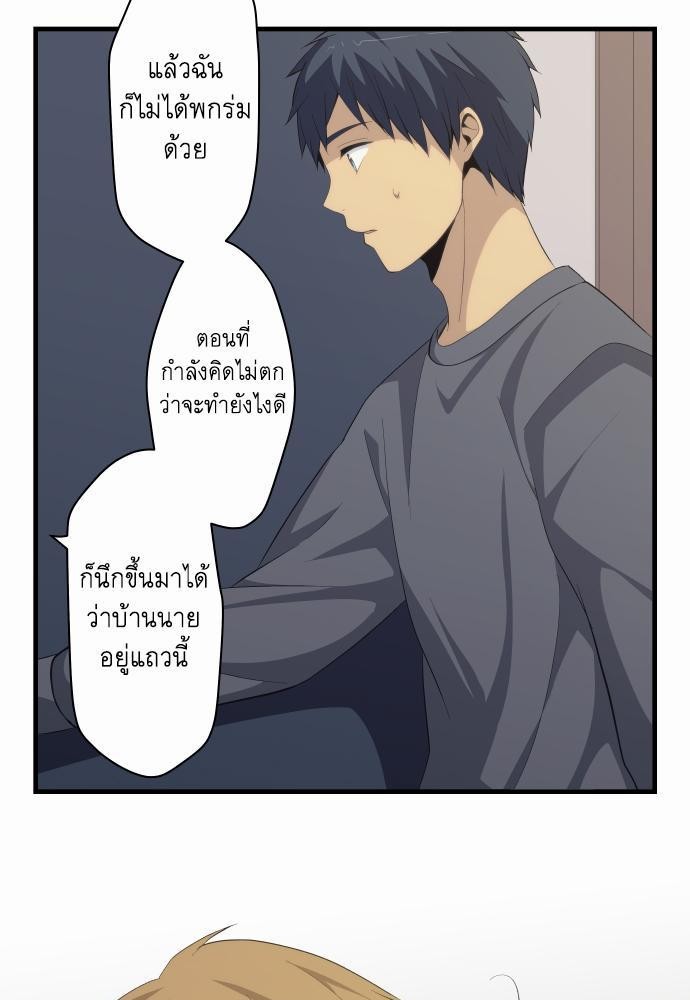 แล้วฉัน
ก็ไม่ได้พกร่ม
ด้วย
ตอนที่
กำลังคิดไม่ตก
ว่าจะทำยังไงดี
ก็นึกขึ้นมาได้
ว่าบ้านนาย
อยู่แถวนี้